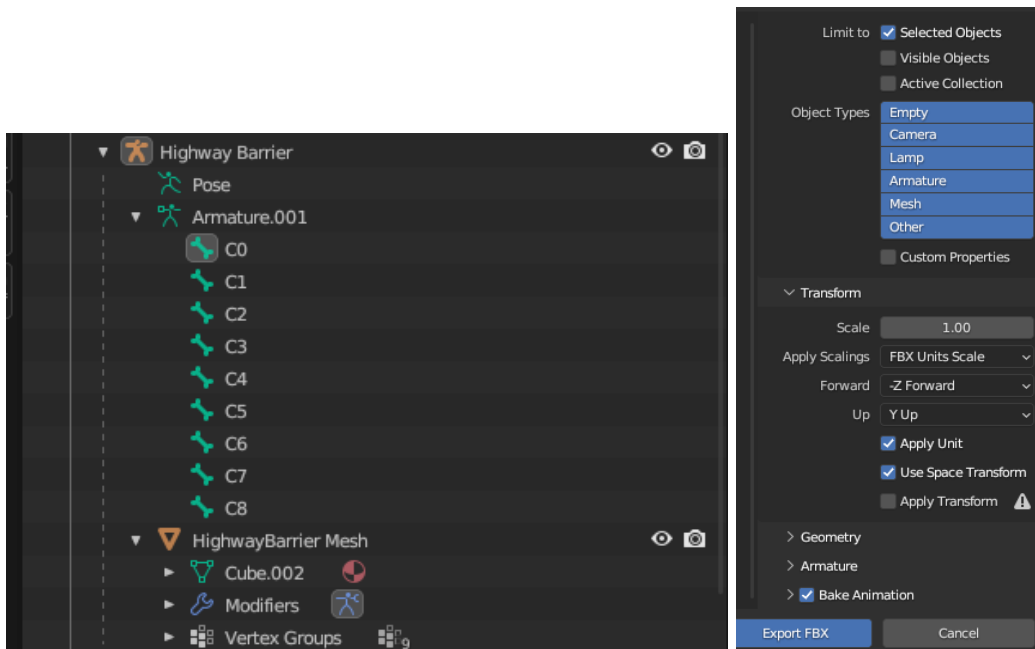 Highway Barrier
Pose
Armature.001
C0
C1
C2
C3
C4
C5
C6
C7
C8
HighwayBarrier Mesh
Cube.002
Modifiers
Vertex Groups 9
Limit to Selected Objects
Visible Objects
Active Collection
Object Types Empty
Camera
Lamp
Armature
Mesh
Other
Custom Properties
Transform
Scale 1.00
Apply Scalings FBX Units Scale
Forward -Z Forward
Up Y Up
Apply Unit
Use Space Transform
Apply Transform
Geometry
Armature
Bake Animation
Export FBX Cancel